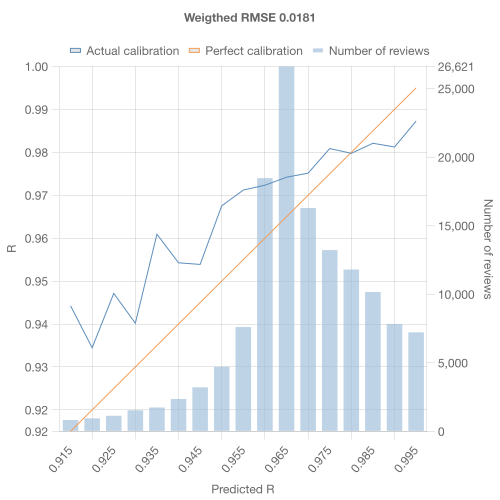 Weigthed RMSE 0.0181
Actual calibration Perfect calibration Number of reviews
1.00
0.99
0.98
0.97
0.96
0.95
0.94
0.93
0.92
0.92
R
26,621
25,000
20,000
15,000
10,000
5,000
0
Number of reviews
0.915 0.925 0.935 0.945 0.955 0.965 0.975 0.985 0.995
Predicted R